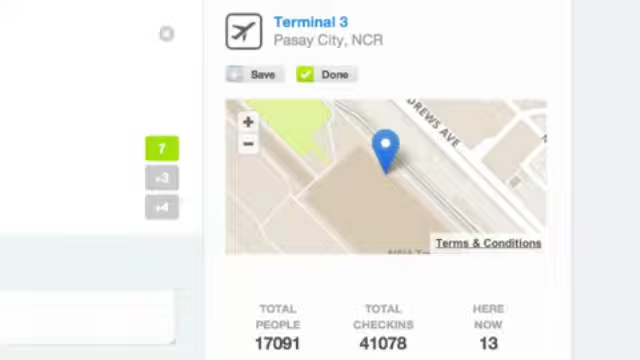 Terminal 3
Pasay City, NCR
Save
Done
+
−
DREWS AVE
7
+3
+4
Terms & Conditions
TOTAL PEOPLE
17091
TOTAL CHECKINS
41078
HERE NOW
13